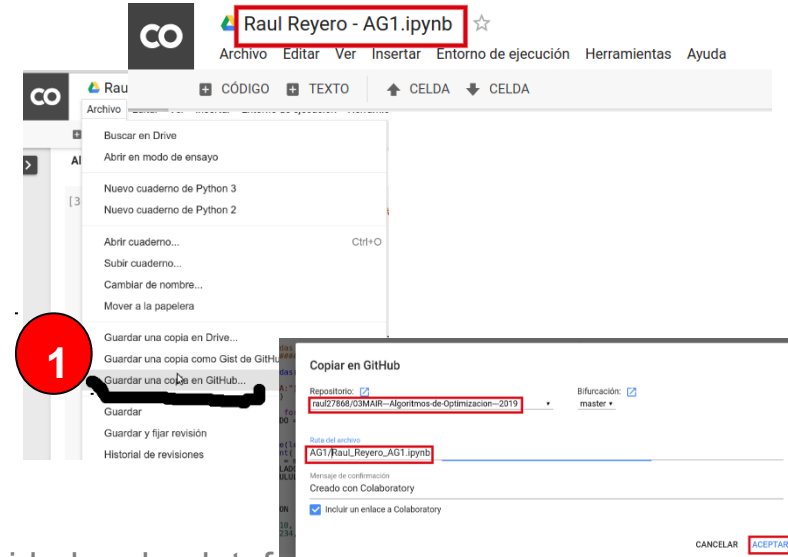 CO
Raul Reyero - AG1.ipynb
Archivo Editar Ver Insertar Entorno de ejecución Herramientas Ayuda
CÓDIGO TEXTO CELDA CELDA
CO
Rau
Archivo
Al
[3
Buscar en Drive
Abrir en modo de ensayo
Nuevo cuaderno de Python 3
Nuevo cuaderno de Python 2
Abrir cuaderno... Ctrl+O
Subir cuaderno...
Cambiar de nombre...
Mover a la papelera
Guardar una copia en Drive...
Guardar una copia como Gist de GitHu
1
Guardar una copia en GitHub...
Guardar
Guardar y fijar revisión
Historial de revisiones
Copiar en GitHub
Repositorio: Bifurcación:
raul27868/03MAIR---Algoritmos-de-Optimizacion---2019 master
Ruta del archivo
AG1/Raul_Reyero_AG1.ipynb
Mensaje de confirmación
Creado con Colaboratory
Incluir un enlace a Colaboratory
CANCELAR ACEPTAR